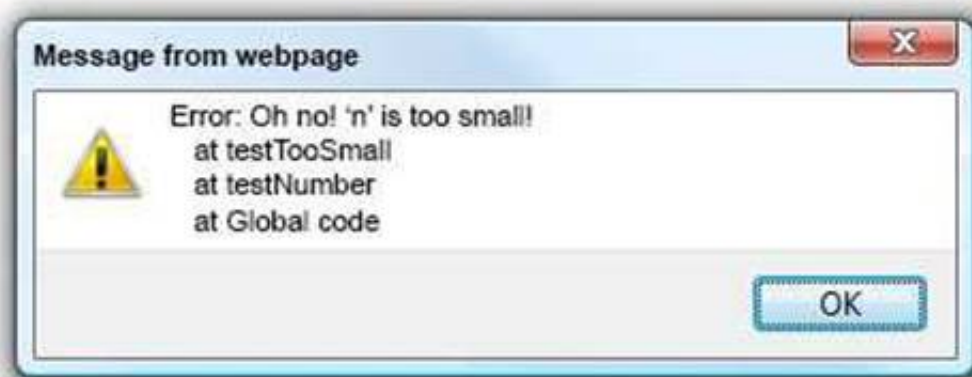 Message from webpage
Error: Oh no! ‘n’ is too small!
at testTooSmall
at testNumber
at Global code
OK